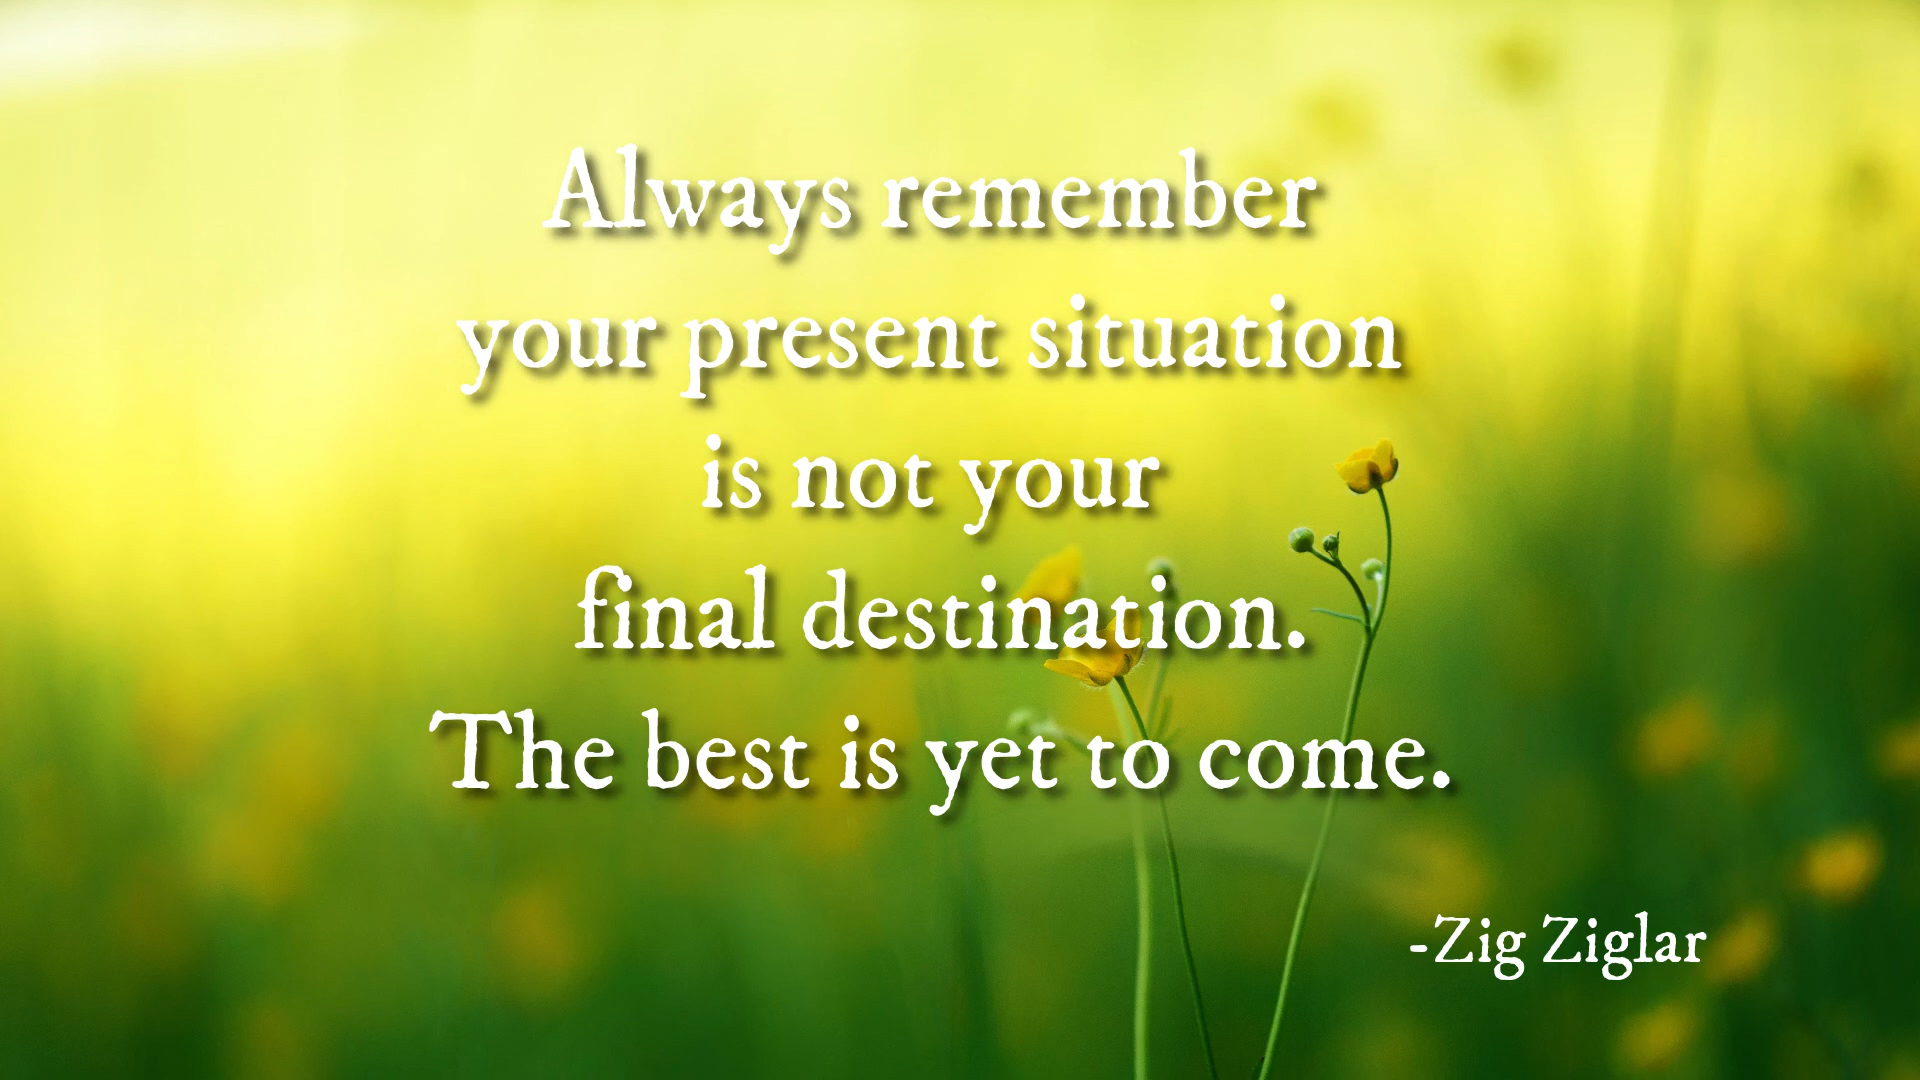 Always remember
your present situation
is not your
final destination.
The best is yet to come.
-Zig Ziglar